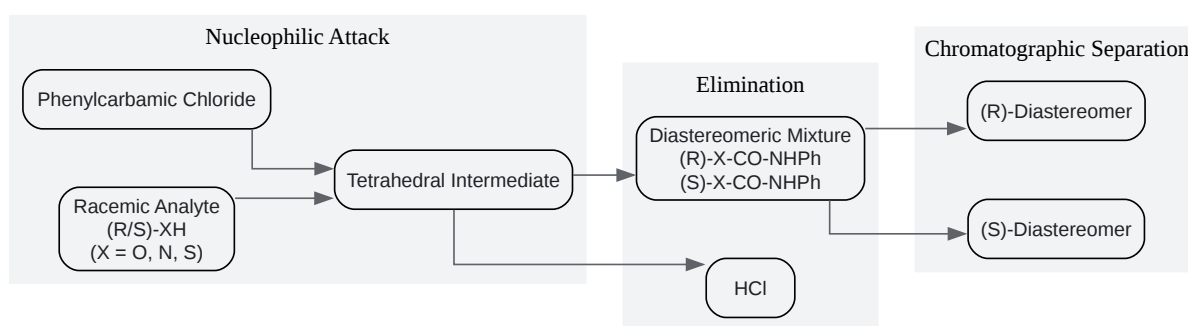 Nucleophilic Attack
Phenylcarbamic Chloride
Racemic Analyte
(R/S)-XH
(X = O, N, S)
Tetrahedral Intermediate
Elimination
Diastereomeric Mixture
(R)-X-CO-NHPh
(S)-X-CO-NHPh
HCl
Chromatographic Separation
(R)-Diastereomer
(S)-Diastereomer